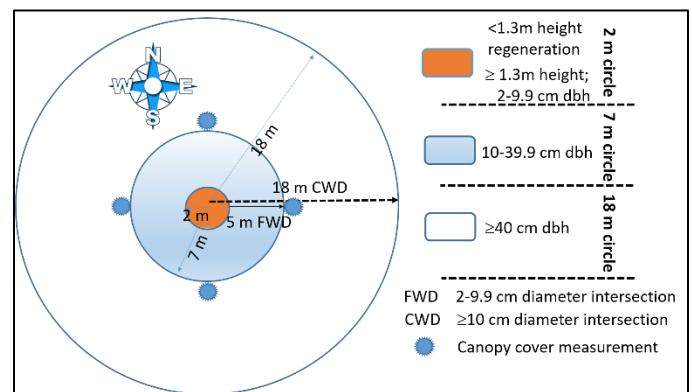 N
W E
S
18 m
18 m CWD
2 m
5 m FWD
7 m
<1.3m height
regeneration
≥ 1.3m height;
2-9.9 cm dbh
2 m circle
10-39.9 cm dbh
7 m circle
≥40 cm dbh
18 m circle
FWD 2-9.9 cm diameter intersection
CWD ≥10 cm diameter intersection
Canopy cover measurement